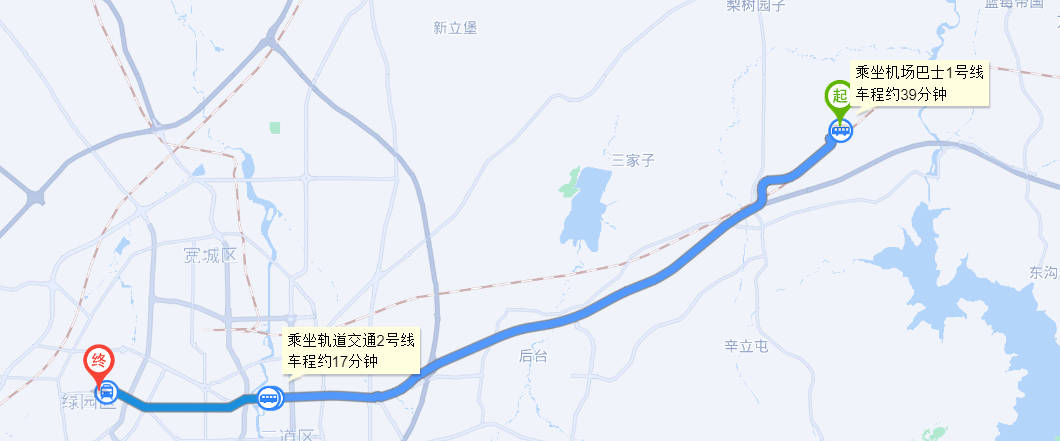 梨树园子
蓝莓帝国
新立堡
乘坐机场巴士1号线
车程约39分钟
起
三家子
宽城区
东沟
乘坐轨道交通2号线
车程约17分钟
终
后台
辛立屯
绿园区
二道区